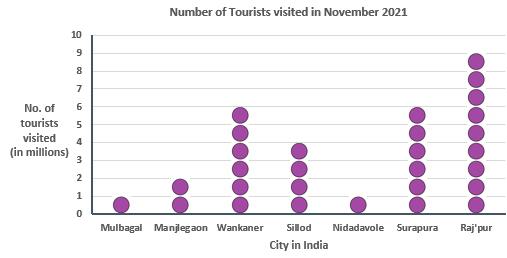 Number of Tourists visited in November 2021
10
9
8
7
6
5
4
3
2
1
0
No. of
tourists
visited
(in millions)
Mulbagal Manjlegaon Wankaner Sillod Nidadavole Surapura Raj'pur
City in India